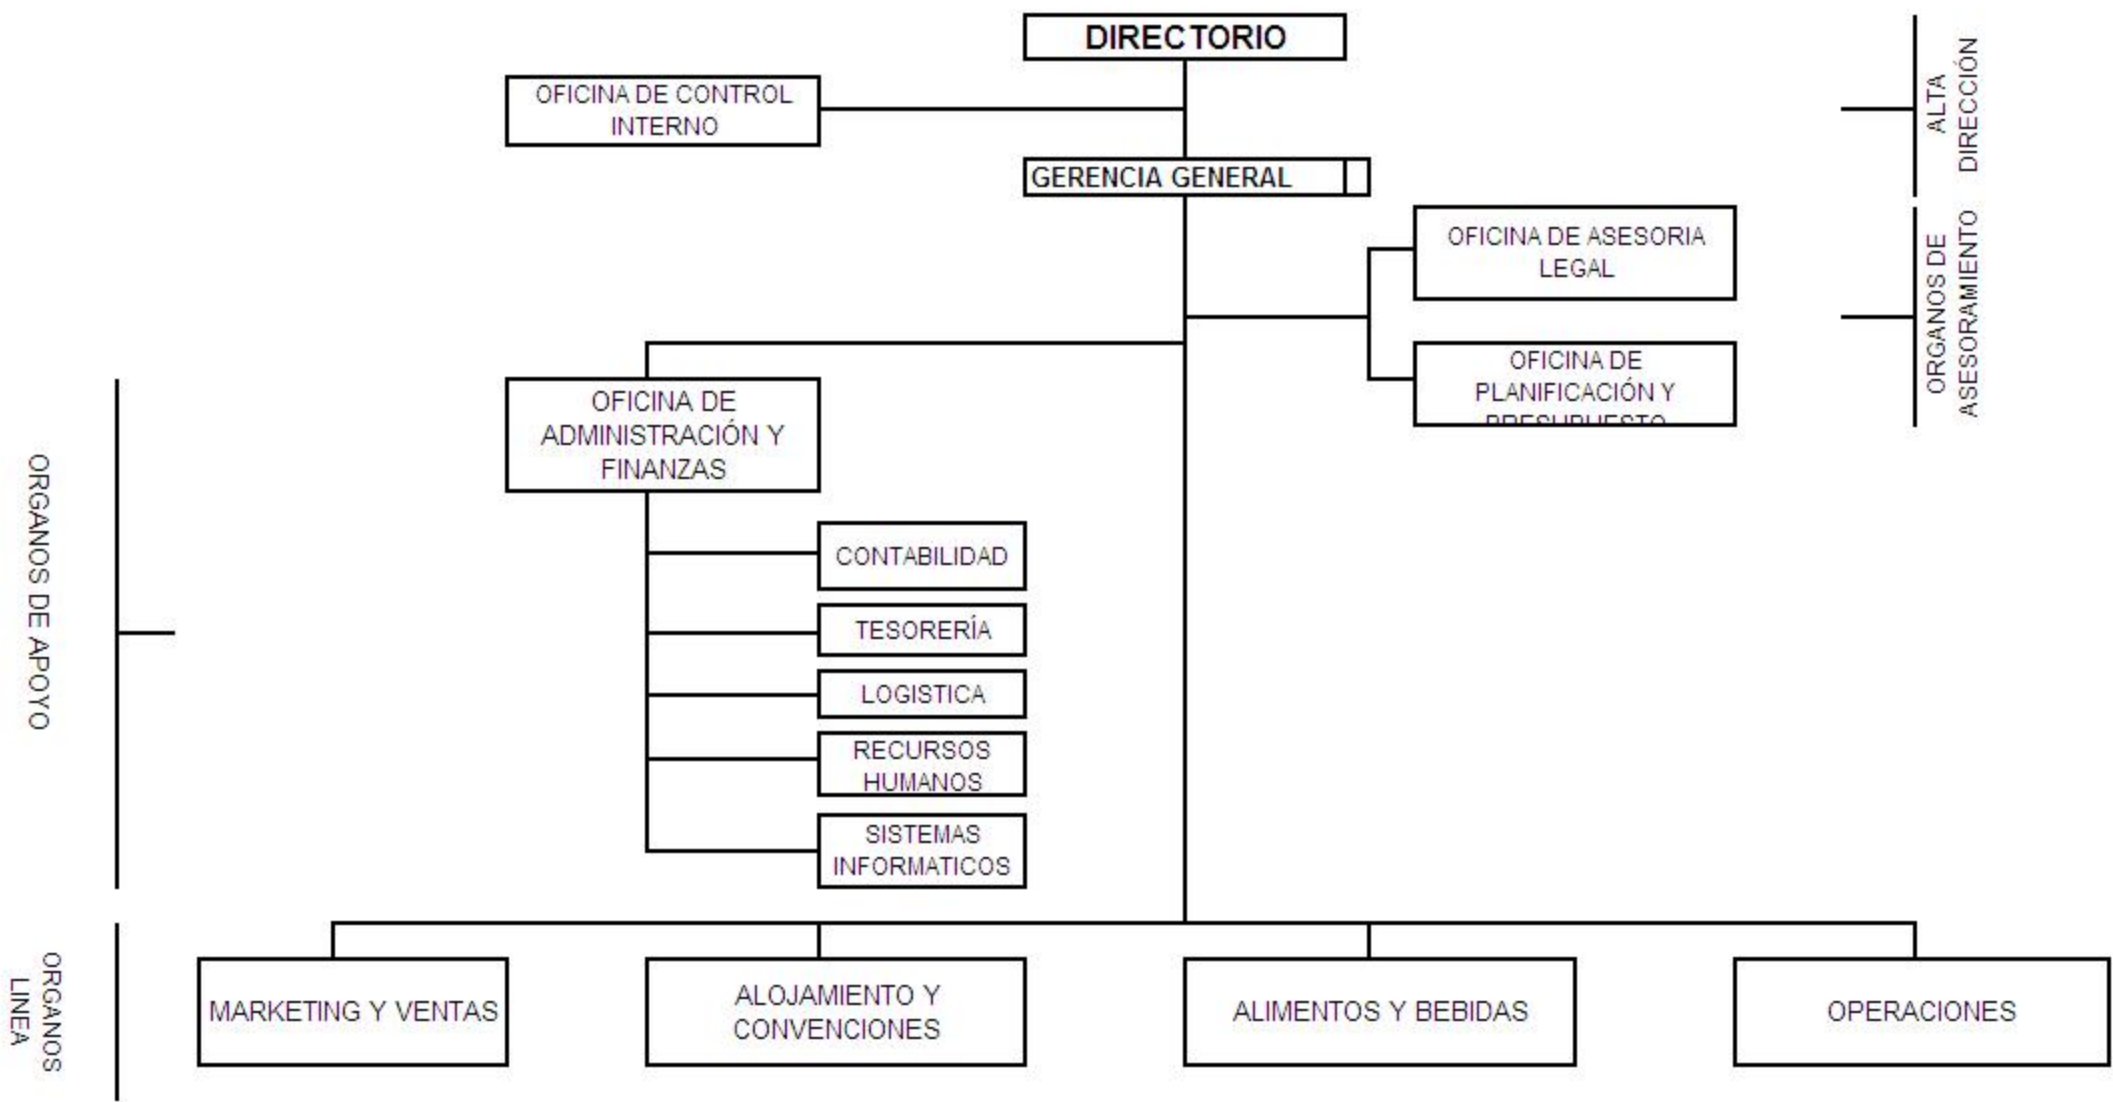 DIRECTORIO
OFICINA DE CONTROL
INTERNO
GERENCIA GENERAL
ALTA
DIRECCIÓN
OFICINA DE ASESORIA
LEGAL
OFICINA DE
PLANIFICACIÓN Y
PRESUPUESTO
ORGANOS DE
ASESORAMIENTO
OFICINA DE
ADMINISTRACIÓN Y
FINANZAS
CONTABILIDAD
TESORERÍA
LOGISTICA
RECURSOS
HUMANOS
SISTEMAS
INFORMATICOS
ORGANOS DE APOYO
ORGANOS
LINEA
MARKETING Y VENTAS
ALOJAMIENTO Y
CONVENCIONES
ALIMENTOS Y BEBIDAS
OPERACIONES